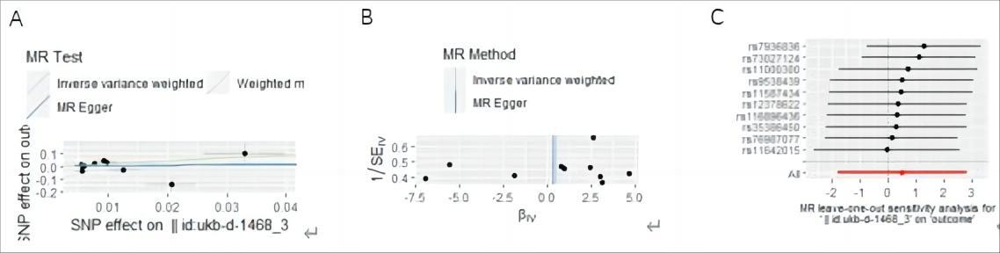 A
MR Test
Inverse variance weighted
Weighted m
MR Egger
SNP effect on out
0.1
0.0
-0.1
-0.2
0.01
0.02
0.03
0.04
SNP effect on || id:ukb-d-1468_3
B
MR Method
Inverse variance weighted
MR Egger
1/SEIV
0.6
0.5
0.4
-7.5
-5.0
-2.5
0.0
2.5
5.0
βIV
C
rs7936836
rs73027124
rs9538439
rs11587434
rs12378622
rs35386450
rs76987077
rs11642015
All
-2
-1
0
1
2
3
MR leave-one-out sensitivity analysis for
'|| id:ukb-d-1468_3' on 'outcome'